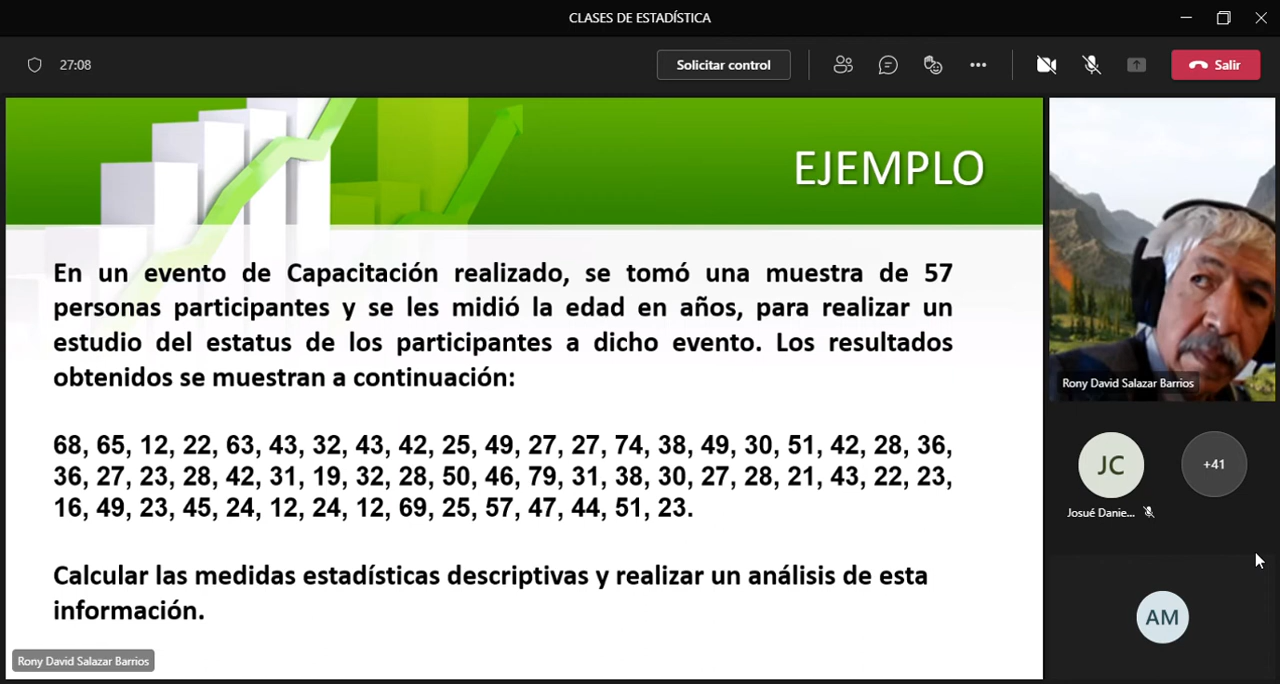 CLASES DE ESTADÍSTICA
27:08
Solicitar control
Salir
EJEMPLO
En un evento de Capacitación realizado, se tomó una muestra de 57
personas participantes y se les midió la edad en años, para realizar un
estudio del estatus de los participantes a dicho evento. Los resultados
obtenidos se muestran a continuación:
68, 65, 12, 22, 63, 43, 32, 43, 42, 25, 49, 27, 27, 74, 38, 49, 30, 51, 42, 28, 36,
36, 27, 23, 28, 42, 31, 19, 32, 28, 50, 46, 79, 31, 38, 30, 27, 28, 21, 43, 22, 23,
16, 49, 23, 45, 24, 12, 24, 12, 69, 25, 57, 47, 44, 51, 23.
Calcular las medidas estadísticas descriptivas y realizar un análisis de esta
información.
Rony David Salazar Barrios
Rony David Salazar Barrios
JC
+41
Josué Danie...
AM